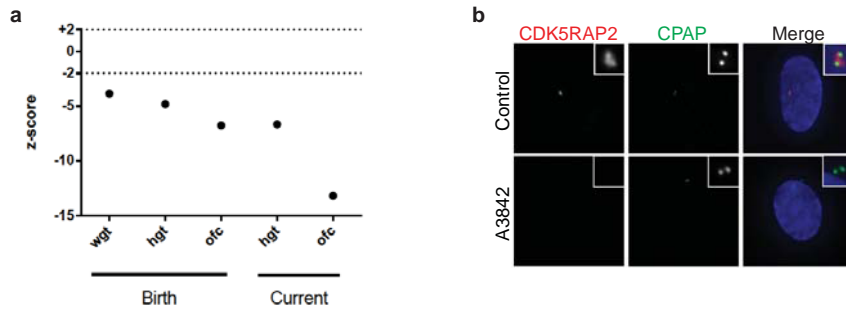 a
+2
0
-2
-5
-10
-15
z-score
wgt
hgt
ofc
hgt
ofc
Birth
Current
b
CDK5RAP2
CPAP
Merge
Control
A3842